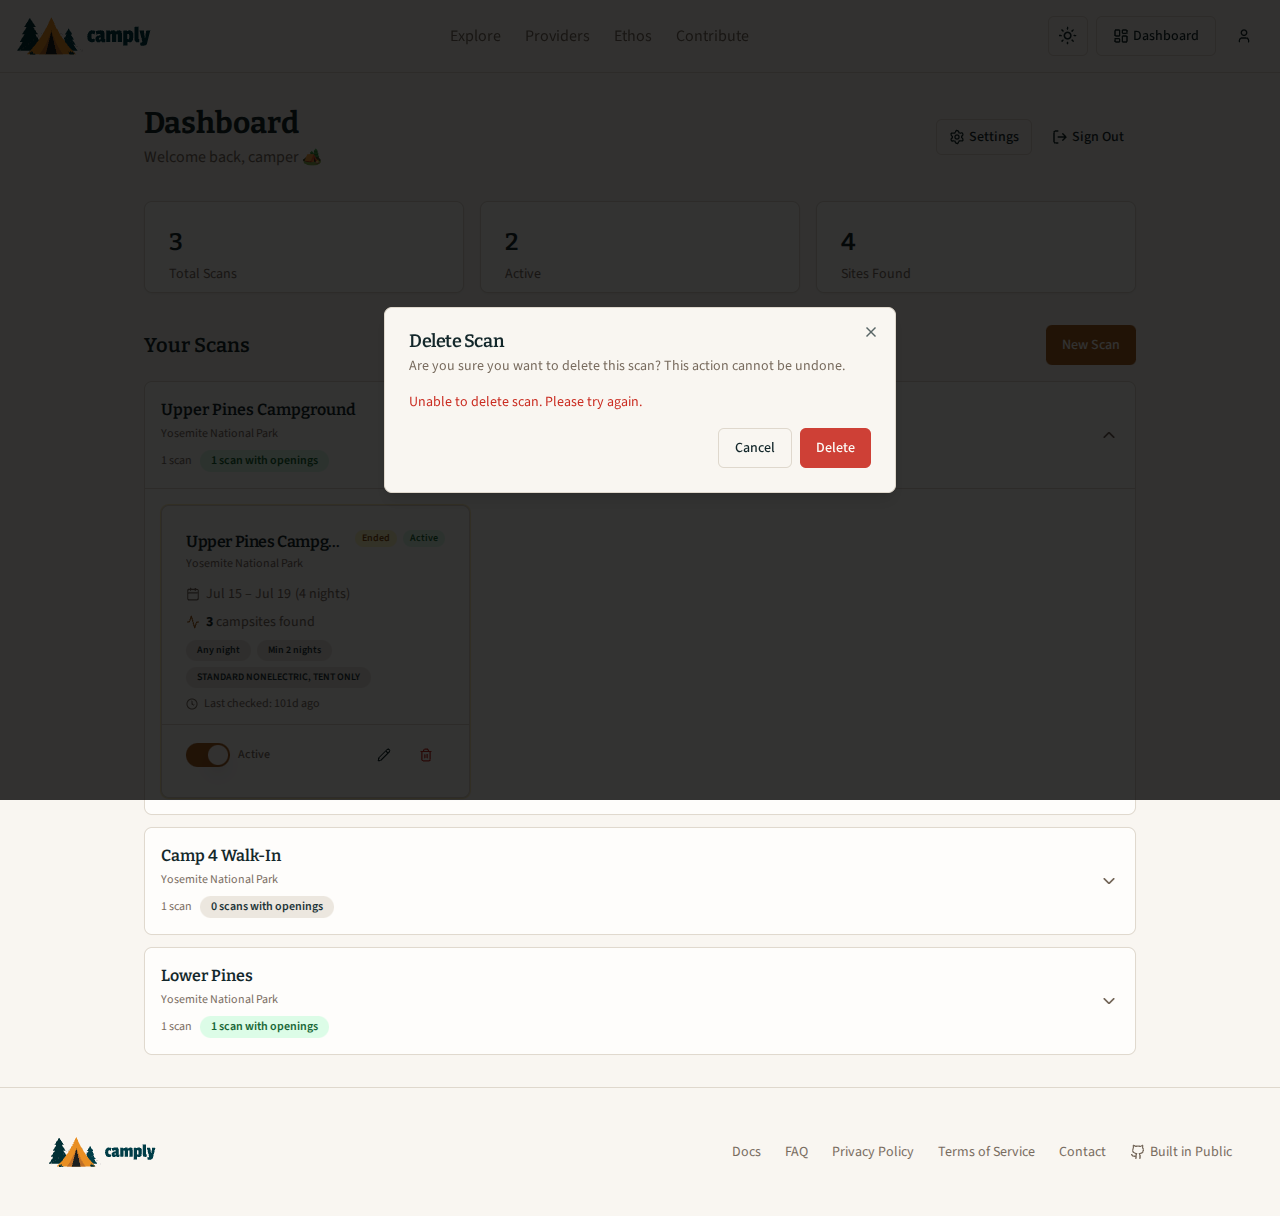 camply
Explore Providers Ethos Contribute
Dashboard
Dashboard
Settings
Sign Out
Welcome back, camper
3
Total Scans
2
Active
4
Sites Found
Your Scans
New Scan
Delete Scan
Are you sure you want to delete this scan? This action cannot be undone.
Unable to delete scan. Please try again.
Cancel
Delete
Upper Pines Campground
Yosemite National Park
1 scan 1 scan with openings
Upper Pines Campg... Ended Active
Yosemite National Park
Jul 15 – Jul 19 (4 nights)
3 campsites found
Any night Min 2 nights
STANDARD NONELECTRIC, TENT ONLY
Last checked: 101d ago
Active
Camp 4 Walk-In
Yosemite National Park
1 scan 0 scans with openings
Lower Pines
Yosemite National Park
1 scan 1 scan with openings
camply
Docs FAQ Privacy Policy Terms of Service Contact Built in Public